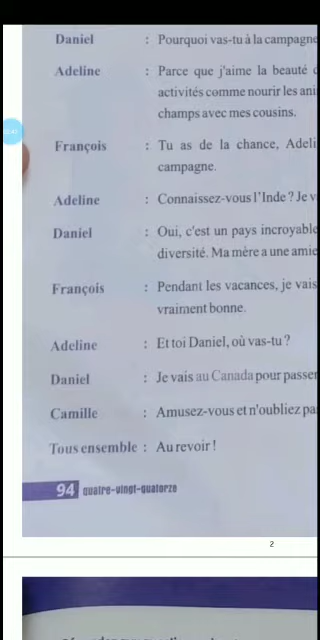 Daniel : Pourquoi vas-tu à la campagne
Adeline : Parce que j'aime la beauté
activités comme nourir les ani
champs avec mes cousins.
François : Tu as de la chance, Adeli
campagne.
Adeline : Connaissez-vous l'Inde ? Je v
Daniel : Oui, c'est un pays incroyable
diversité. Ma mère a une amie
François : Pendant les vacances, je vais
vraiment bonne.
Adeline : Et toi Daniel, où vas-tu ?
Daniel : Je vais au Canada pour passer
Camille : Amusez-vous et n'oubliez pa
Tous ensemble : Au revoir !
94 quatre-vingt-quatorze
2